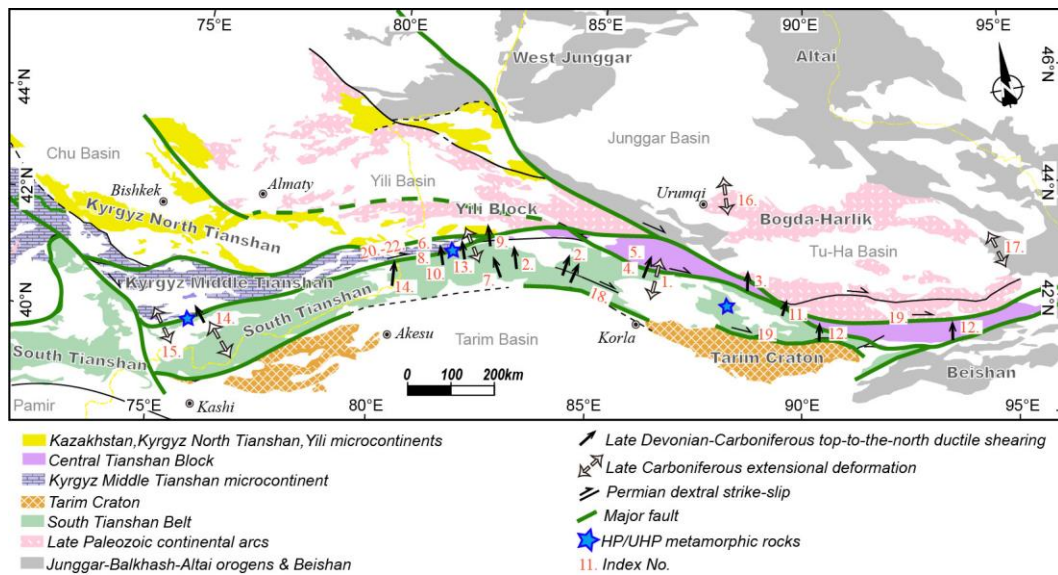 75°E 80°E 85°E 90°E 95°E
44°N
46°N
West Junggar
Altai
Chu Basin
Junggar Basin
42°N
44°N
Bishkek
Almaty
Yili Basin
Urumqi
16.
Kyrgyz North Tianshan
Yili Block
Bogda-Harlik
17.
20.-22. 6. 8. 9.
10. 13. 2. 2. 5. 4. 1. 3.
Tu-Ha Basin
Kyrgyz Middle Tianshan
40°N
42°N
14. 7. 18. 11.
14.
15.
South Tianshan
19. 12. 19. 12.
Akesu
Tarim Basin
Korla
Tarim Craton
South Tianshan
Beishan
0 100 200km
Pamir
Kashi
75°E 80°E 85°E 90°E 95°E
Kazakhstan,Kyrgyz North Tianshan,Yili microcontinents
Central Tianshan Block
Kyrgyz Middle Tianshan microcontinent
Tarim Craton
South Tianshan Belt
Late Paleozoic continental arcs
Junggar-Balkhash-Altai orogens & Beishan
Late Devonian-Carboniferous top-to-the-north ductile shearing
Late Carboniferous extensional deformation
Permian dextral strike-slip
Major fault
HP/UHP metamorphic rocks
11. Index No.